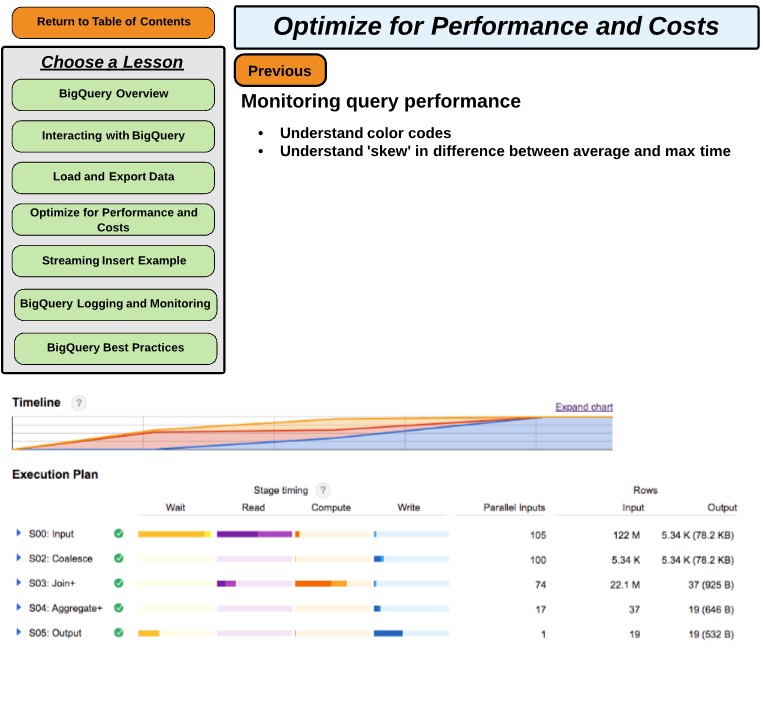 Return to Table of Contents
Optimize for Performance and Costs
Choose a Lesson
BigQuery Overview
Interacting with BigQuery
Load and Export Data
Optimize for Performance and
Costs
Streaming Insert Example
BigQuery Logging and Monitoring
BigQuery Best Practices
Previous
Monitoring query performance
• Understand color codes
• Understand 'skew' in difference between average and max time
Timeline ? Expand chart
Execution Plan
Stage timing ? Rows
Wait Read Compute Write Parallel Inputs Input Output
S00: Input 105 122 M 5.34 K (78.2 KB)
S02: Coalesce 100 5.34 K 5.34 K (78.2 KB)
S03: Join+ 74 22.1 M 37 (925 B)
S04: Aggregate+ 17 37 19 (646 B)
S05: Output 1 19 19 (532 B)